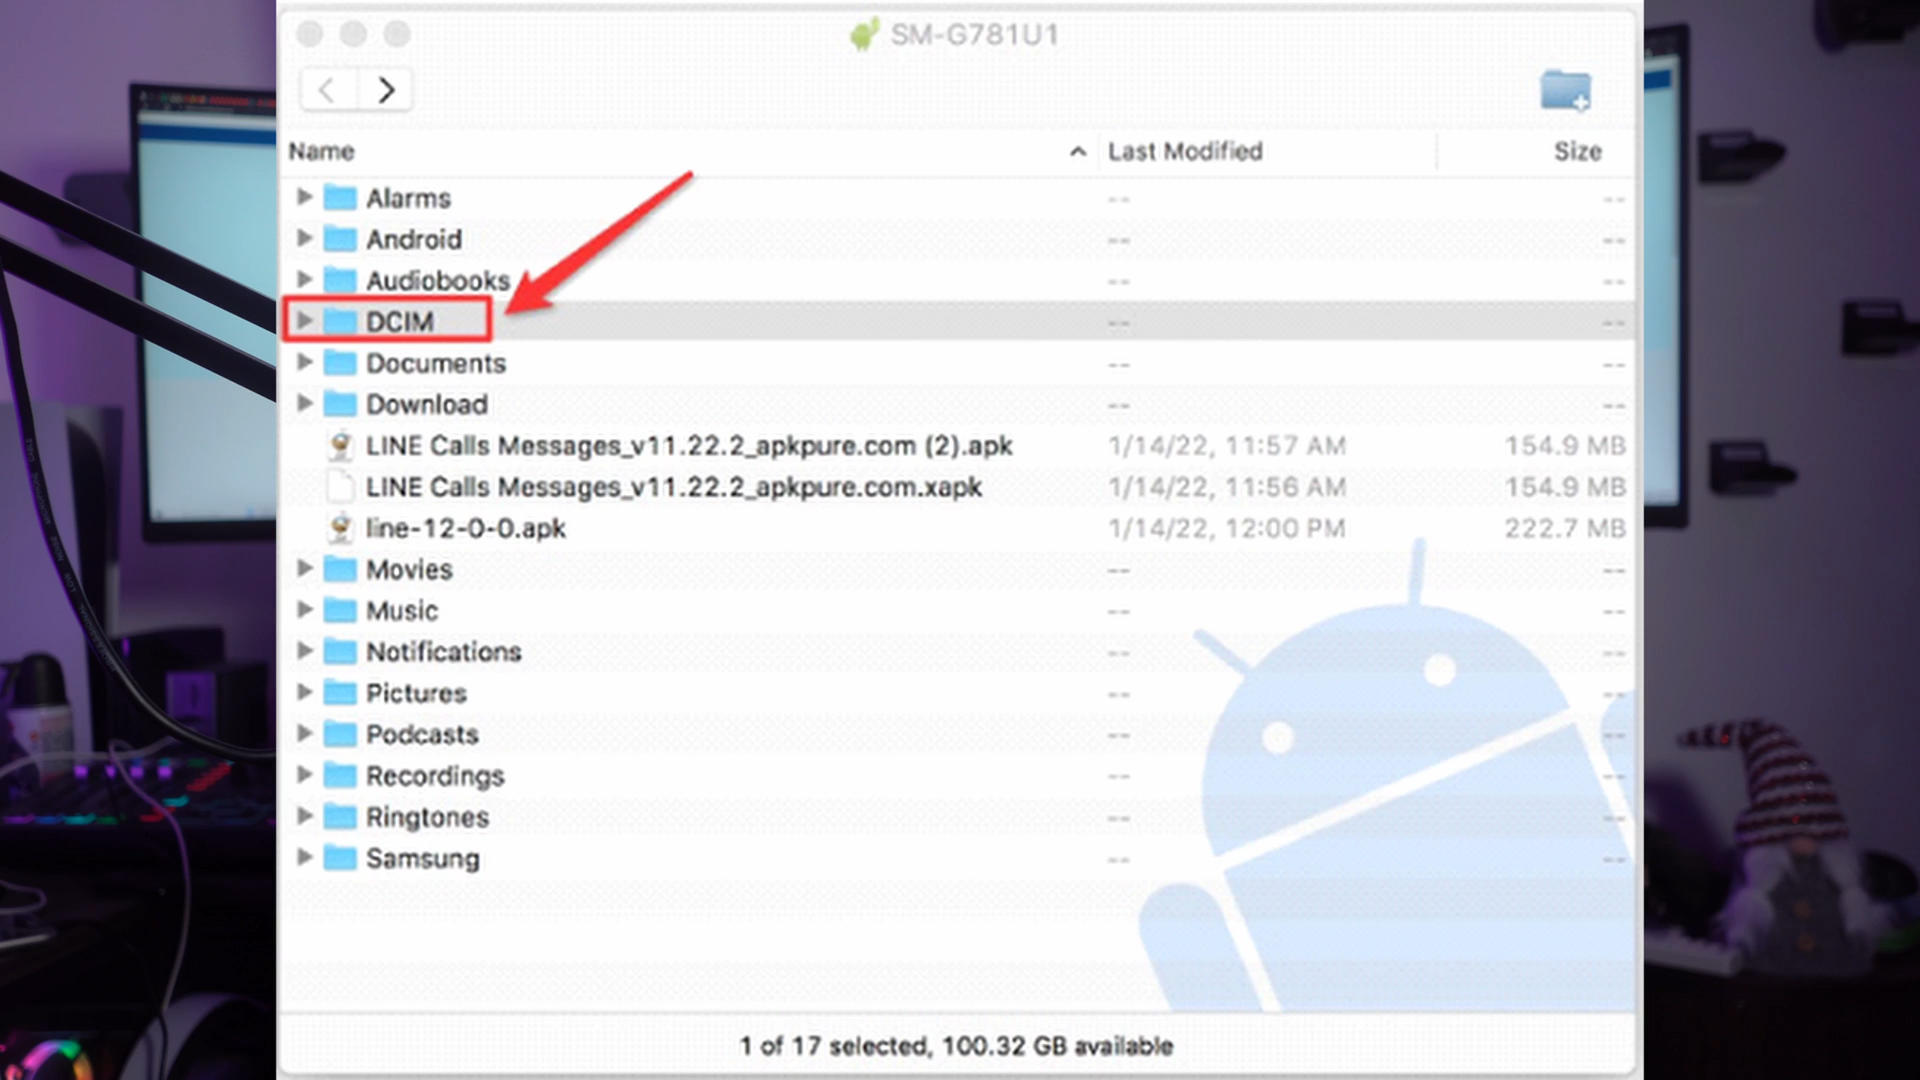 SM-G781U1
Name Last Modified Size
Alarms -- --
Android -- --
Audiobooks -- --
DCIM -- --
Documents -- --
Download -- --
LINE Calls Messages_v11.22.2_apkpure.com (2).apk 1/14/22, 11:57 AM 154.9 MB
LINE Calls Messages_v11.22.2_apkpure.com.xapk 1/14/22, 11:56 AM 154.9 MB
line-12-0-0.apk 1/14/22, 12:00 PM 222.7 MB
Movies -- --
Music -- --
Notifications -- --
Pictures -- --
Podcasts -- --
Recordings -- --
Ringtones -- --
Samsung -- --
1 of 17 selected, 100.32 GB available